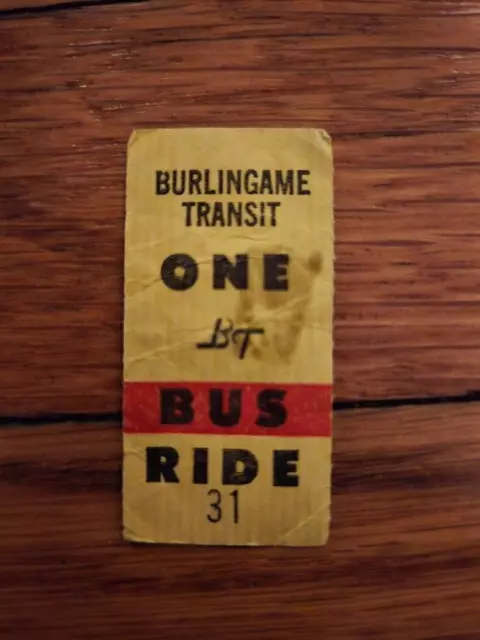 BURLINGAME
TRANSIT
ONE
BT
BUS
RIDE
31